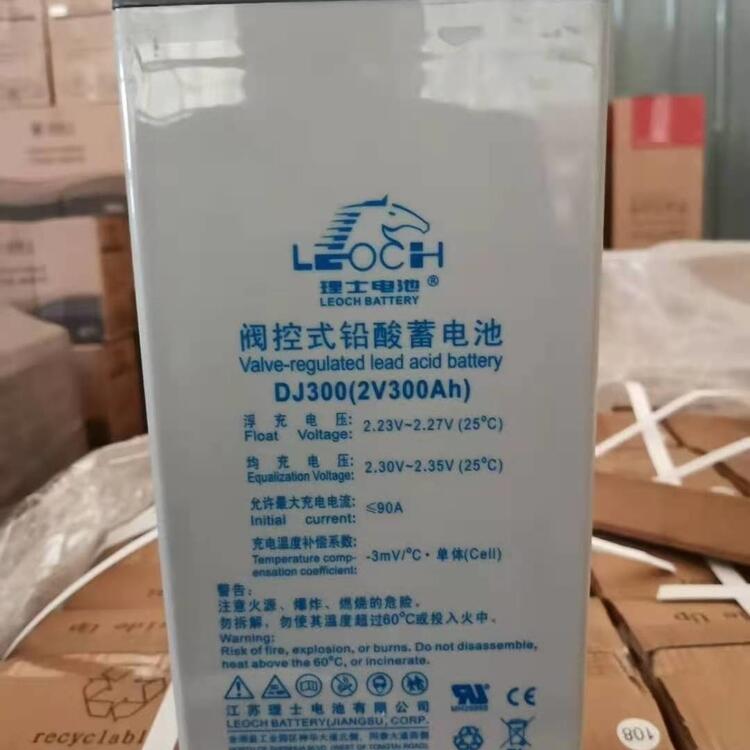 LEOCH
理士电池®
LEOCH BATTERY
阀控式铅酸蓄电池
Valve-regulated lead acid battery
DJ300(2V300Ah)
浮充电压: 2.23V~2.27V (25°C)
Float Voltage:
均充电压: 2.30V~2.35V (25°C)
Equalization Voltage:
允许最大充电电流: ≤90A
Initial current:
充电温度补偿系数: -3mV/°C·单体(Cell)
Temperature comp-
ensation coefficient:
警告:
注意火源、爆炸、燃烧的危险。
勿拆解、勿使其温度超过60°C或投入火中。
Warning:
Risk of fire, explosion, or burns. Do not disassemble,
heat above the 60°C, or incinerate.
江苏理士电池有限公司
LEOCH BATTERY(JIANGSU), CORP.
CE
recyclabl
108